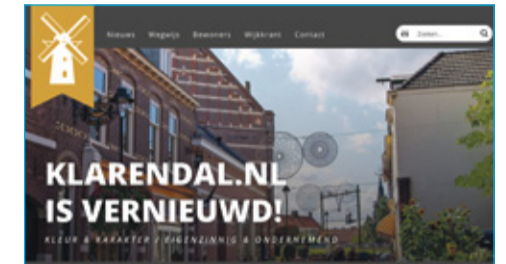 Nieuws Wegwijs Bewoners Wijkkrant Contact
Zoeken...
KLARENDAL.NL
IS VERNIEUWD!
KLEUR & KARAKTER / EIGENZINNIG & ONDERNEMEND